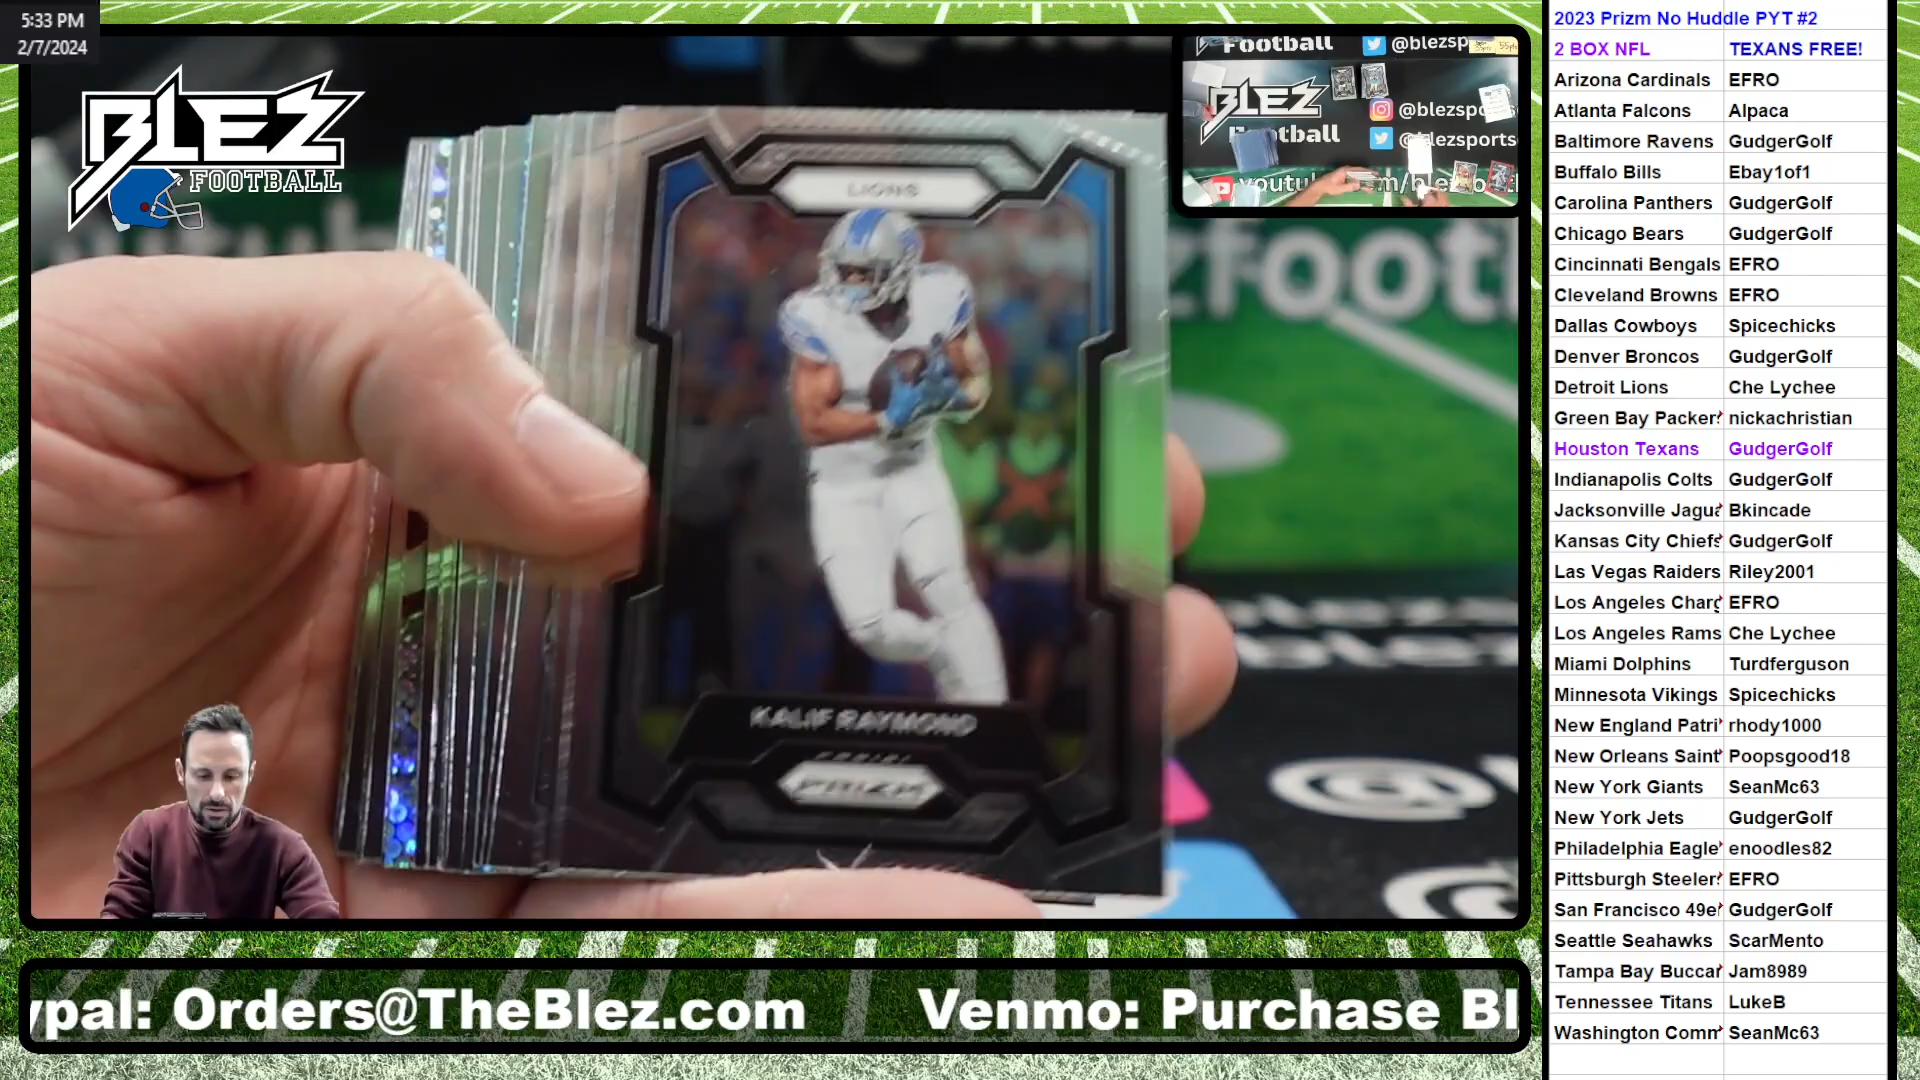 5:33 PM
2/7/2024
BLEZ
FOOTBALL
LIONS
KALIF RAYMOND
PRIZM
Football
@blezsp
BLEZ
@blezspo
Football
@blezsports
ypal: Orders@TheBlez.com Venmo: Purchase Bl
2023 Prizm No Huddle PYT #2
2 BOX NFL TEXANS FREE!
Arizona Cardinals EFRO
Atlanta Falcons Alpaca
Baltimore Ravens GudgerGolf
Buffalo Bills Ebay1of1
Carolina Panthers GudgerGolf
Chicago Bears GudgerGolf
Cincinnati Bengals EFRO
Cleveland Browns EFRO
Dallas Cowboys Spicechicks
Denver Broncos GudgerGolf
Detroit Lions Che Lychee
Green Bay Packer nickachristian
Houston Texans GudgerGolf
Indianapolis Colts GudgerGolf
Jacksonville Jagua Bkincade
Kansas City Chiefs GudgerGolf
Las Vegas Raiders Riley2001
Los Angeles Charg EFRO
Los Angeles Rams Che Lychee
Miami Dolphins Turdferguson
Minnesota Vikings Spicechicks
New England Patri rhody1000
New Orleans Saint Poopsgood18
New York Giants SeanMc63
New York Jets GudgerGolf
Philadelphia Eagle enoodles82
Pittsburgh Steeler EFRO
San Francisco 49er GudgerGolf
Seattle Seahawks ScarMento
Tampa Bay Buccar Jam8989
Tennessee Titans LukeB
Washington Comm SeanMc63